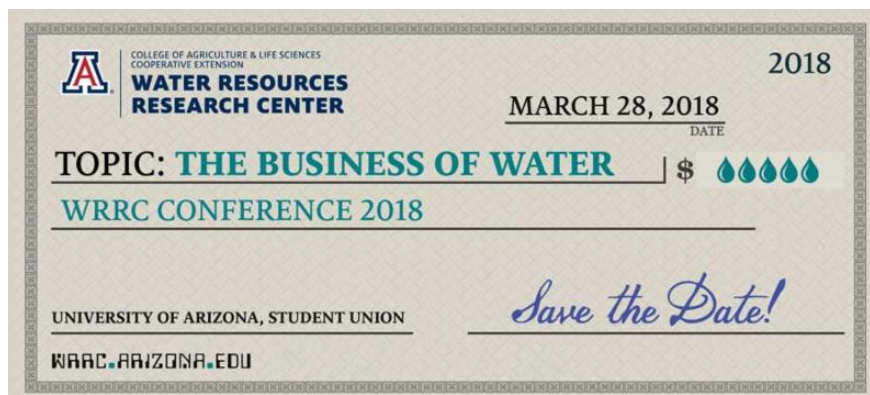 COLLEGE OF AGRICULTURE & LIFE SCIENCES
COOPERATIVE EXTENSION
WATER RESOURCES
RESEARCH CENTER
A
2018
MARCH 28, 2018
DATE
TOPIC: THE BUSINESS OF WATER
$
WRRC CONFERENCE 2018
UNIVERSITY OF ARIZONA, STUDENT UNION
Save the Date!
WRRC.ARIZONA.EDU